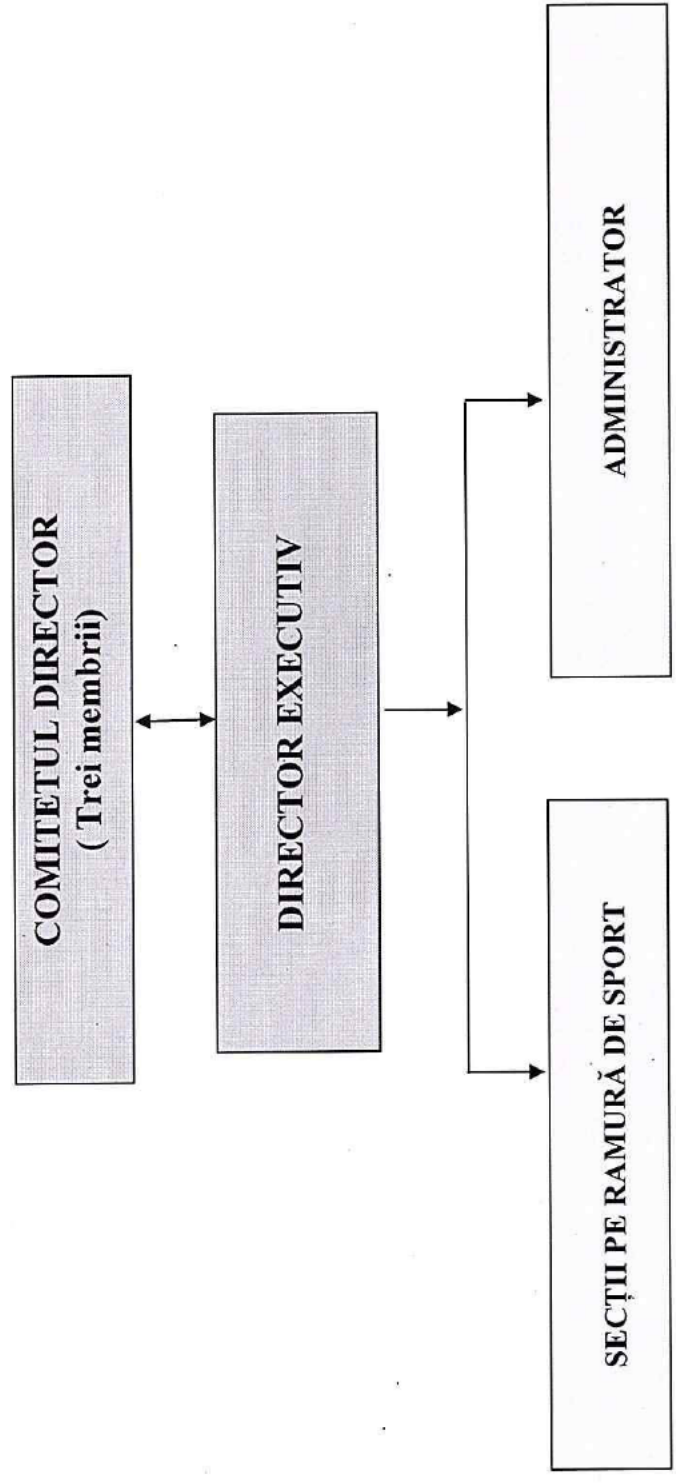 COMITETUL DIRECTOR
( Trei membrii)
DIRECTOR EXECUTIV
SECȚII PE RAMURĂ DE SPORT
ADMINISTRATOR